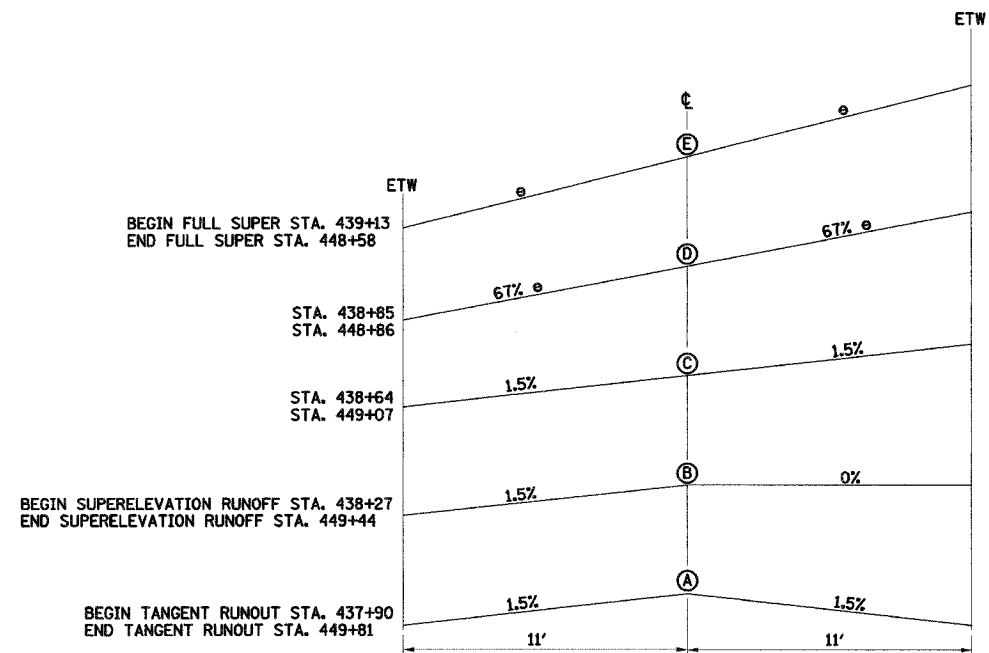 ETW
℄
e
Ⓔ
ETW
e
BEGIN FULL SUPER STA. 439+13
END FULL SUPER STA. 448+58
67% e
Ⓓ
67% e
STA. 438+85
STA. 448+86
1.5%
Ⓒ
1.5%
STA. 438+64
STA. 449+07
Ⓑ
0%
1.5%
BEGIN SUPERELEVATION RUNOFF STA. 438+27
END SUPERELEVATION RUNOFF STA. 449+44
Ⓐ
1.5%
1.5%
BEGIN TANGENT RUNOUT STA. 437+90
END TANGENT RUNOUT STA. 449+81
11'
11'